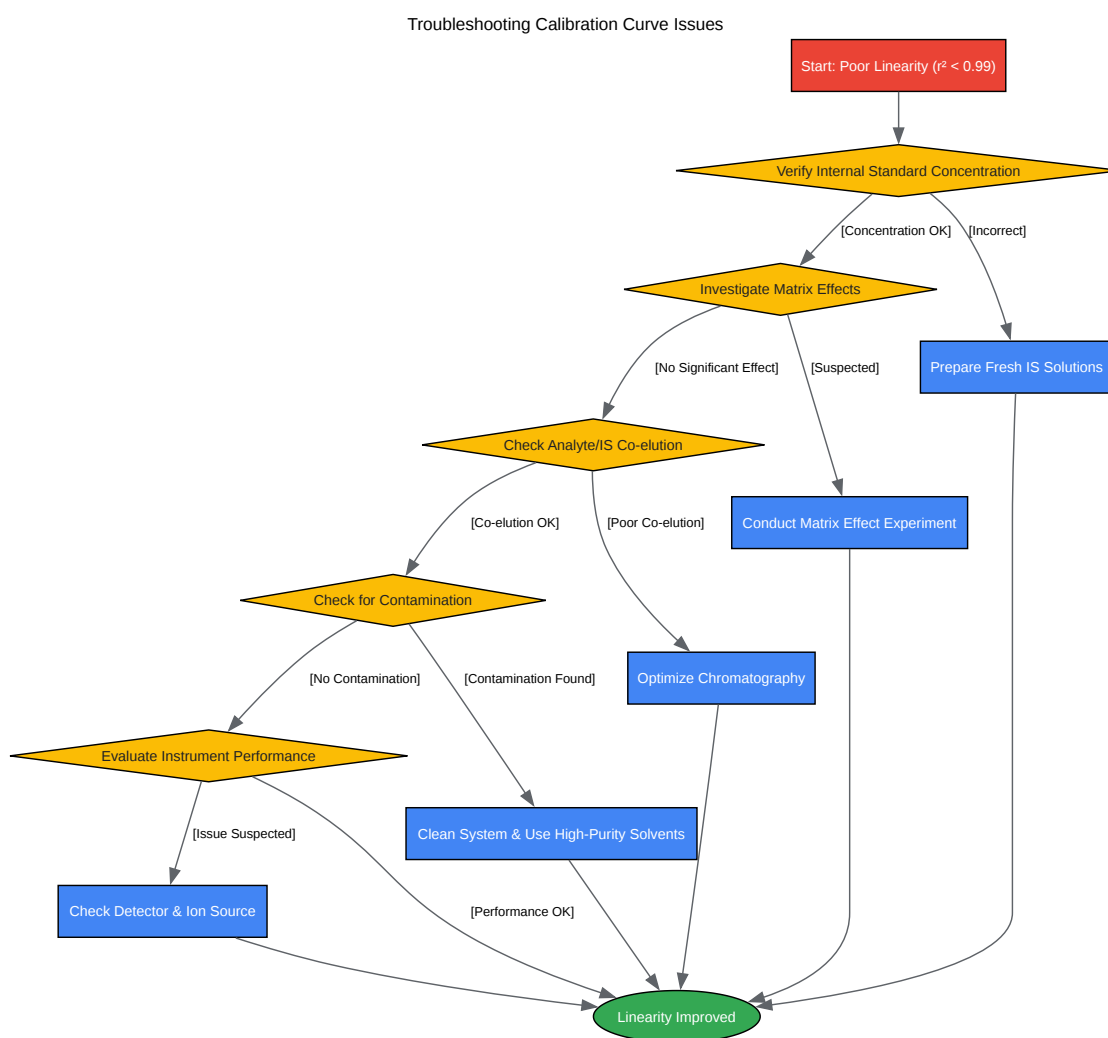 Troubleshooting Calibration Curve Issues
Start: Poor Linearity (r² < 0.99)
Verify Internal Standard Concentration
[Concentration OK]
[Incorrect]
Investigate Matrix Effects
[No Significant Effect]
[Suspected]
Prepare Fresh IS Solutions
Check Analyte/IS Co-elution
[Co-elution OK]
[Poor Co-elution]
Conduct Matrix Effect Experiment
Check for Contamination
[No Contamination]
[Contamination Found]
Optimize Chromatography
Evaluate Instrument Performance
[Issue Suspected]
Clean System & Use High-Purity Solvents
Check Detector & Ion Source
[Performance OK]
Linearity Improved